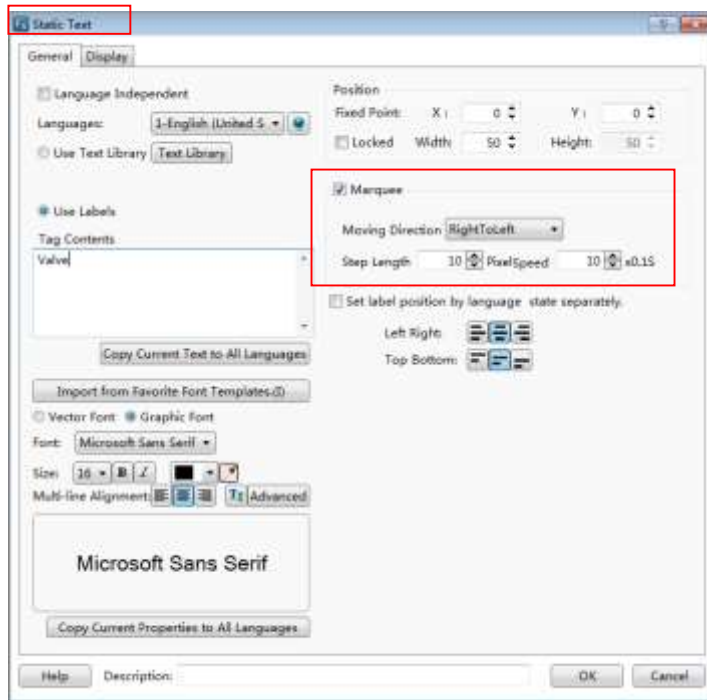 Static Text
General Display
Language Independent
Languages: 1-English (United S
Use Text Library Text Library
Use Labels
Tag Contents
Valve
Copy Current Text to All Languages
Import from Favorite Font Templates.(I)
Vector Font Graphic Font
Font: Microsoft Sans Serif
Size: 16 B I
Multi-line Alignment: Advanced
Microsoft Sans Serif
Copy Current Properties to All Languages
Position
Fixed Point: X : 0 Y : 0
Locked Width: 50 Height: 50
Marquee
Moving Direction RightToLeft
Step Length 10 Pixel Speed 10 x0.1S
Set label position by language state separately.
Left Right:
Top Bottom:
Help Description: OK Cancel